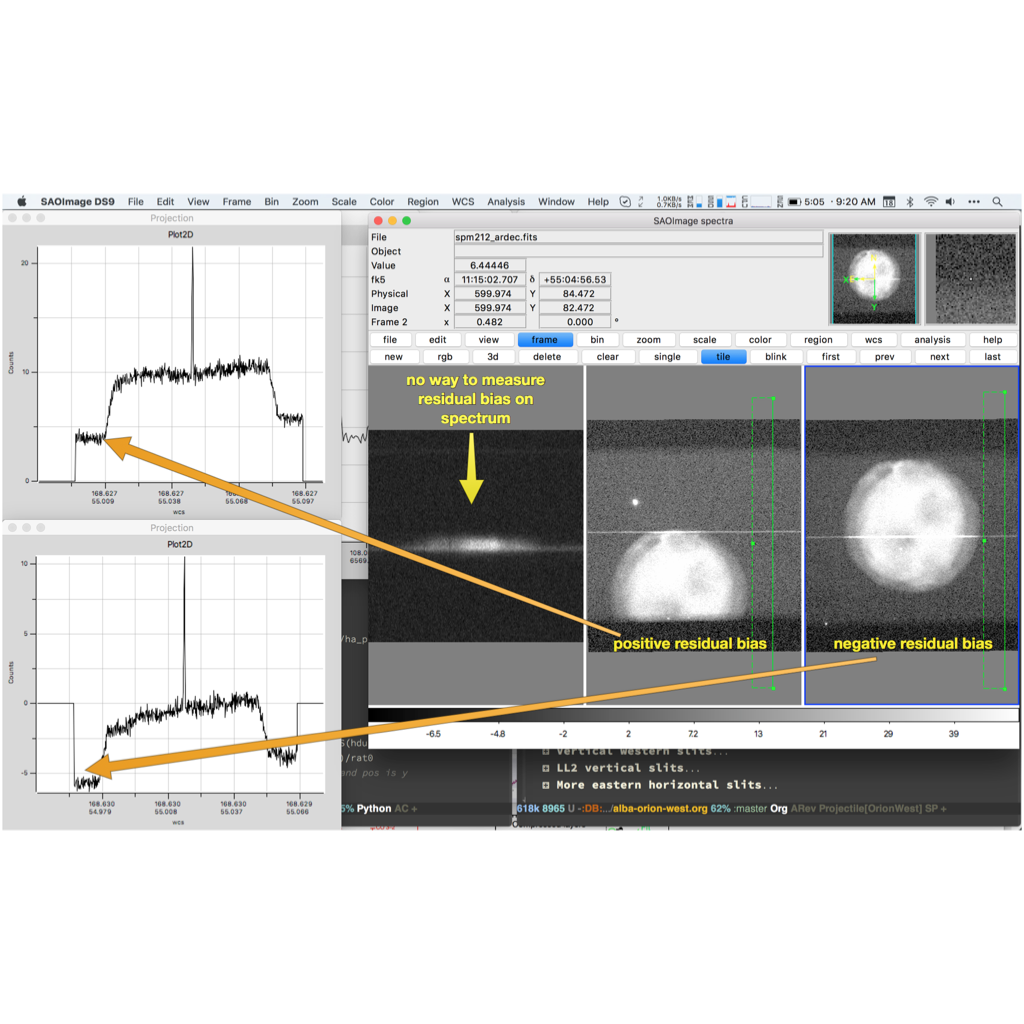 SAOImage DS9 File Edit View Frame Bin Zoom Scale Color Region WCS Analysis Window Help 1.0KB/s 0.7KB/s 5:05 · 9:20 AM 18
Projection
Plot2D
20
10
0
Counts
168.627 168.627 168.627
55.009 55.038 55.068 55.097
wcs
Projection
Plot2D
10
5
0
-5
Counts
168.630 168.630 168.630 168.629
54.979 55.008 55.037 55.066
wcs
SAOImage spectra
File spm212_ardec.fits
Object
Value 6.44446
fk5 α 11:15:02.707 δ +55:04:56.53
Physical X 599.974 Y 84.472
Image X 599.974 Y 82.472
Frame 2 x 0.482 0.000 °
file edit view frame bin zoom scale color region wcs analysis help
new rgb 3d delete clear single tile blink first prev next last
no way to measure
residual bias on
spectrum
positive residual bias
negative residual bias
-6.5 -4.8 -2 2 7.2 13 21 29 39
108.0
6569.
/ha_p
S(hdu
)/rat0
and pos is y
5% Python AC +
vertical western slits...
LL2 vertical slits...
More eastern horizontal slits...
618k 8965 U -:DB:.../alba-orion-west.org 62% :master Org ARev Projectile[OrionWest] SP +